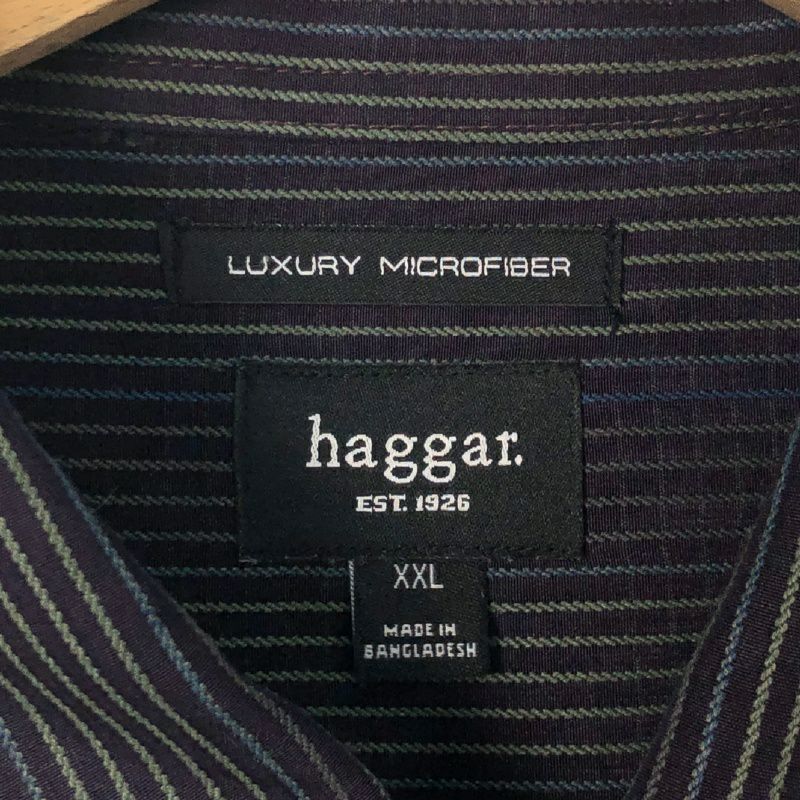 LUXURY MICROFIBER
haggar.
EST. 1926
XXL
MADE IN
BANGLADESH